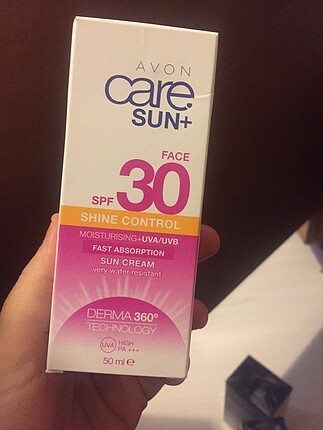 AVON
care.
SUN+
FACE
SPF 30
SHINE CONTROL
MOISTURISING+UVA/UVB
FAST ABSORPTION
SUN CREAM
very water resistant
DERMA 360°
TECHNOLOGY
UVA HIGH
PA +++
50 ml e